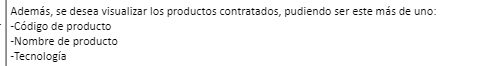 Además, se desea visualizar los productos contratados, pudiendo ser este más de uno:
-Código de producto
-Nombre de producto
-Tecnología